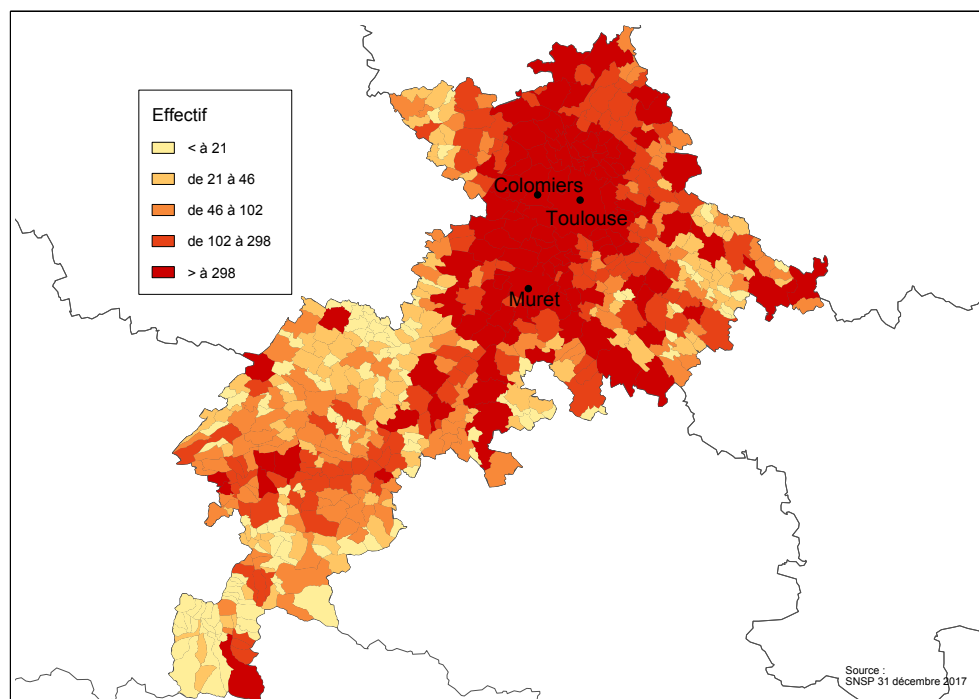 Effectif
< à 21
de 21 à 46
de 46 à 102
de 102 à 298
> à 298
Colomiers
Toulouse
Muret
Source :
SNSP 31 décembre 2017